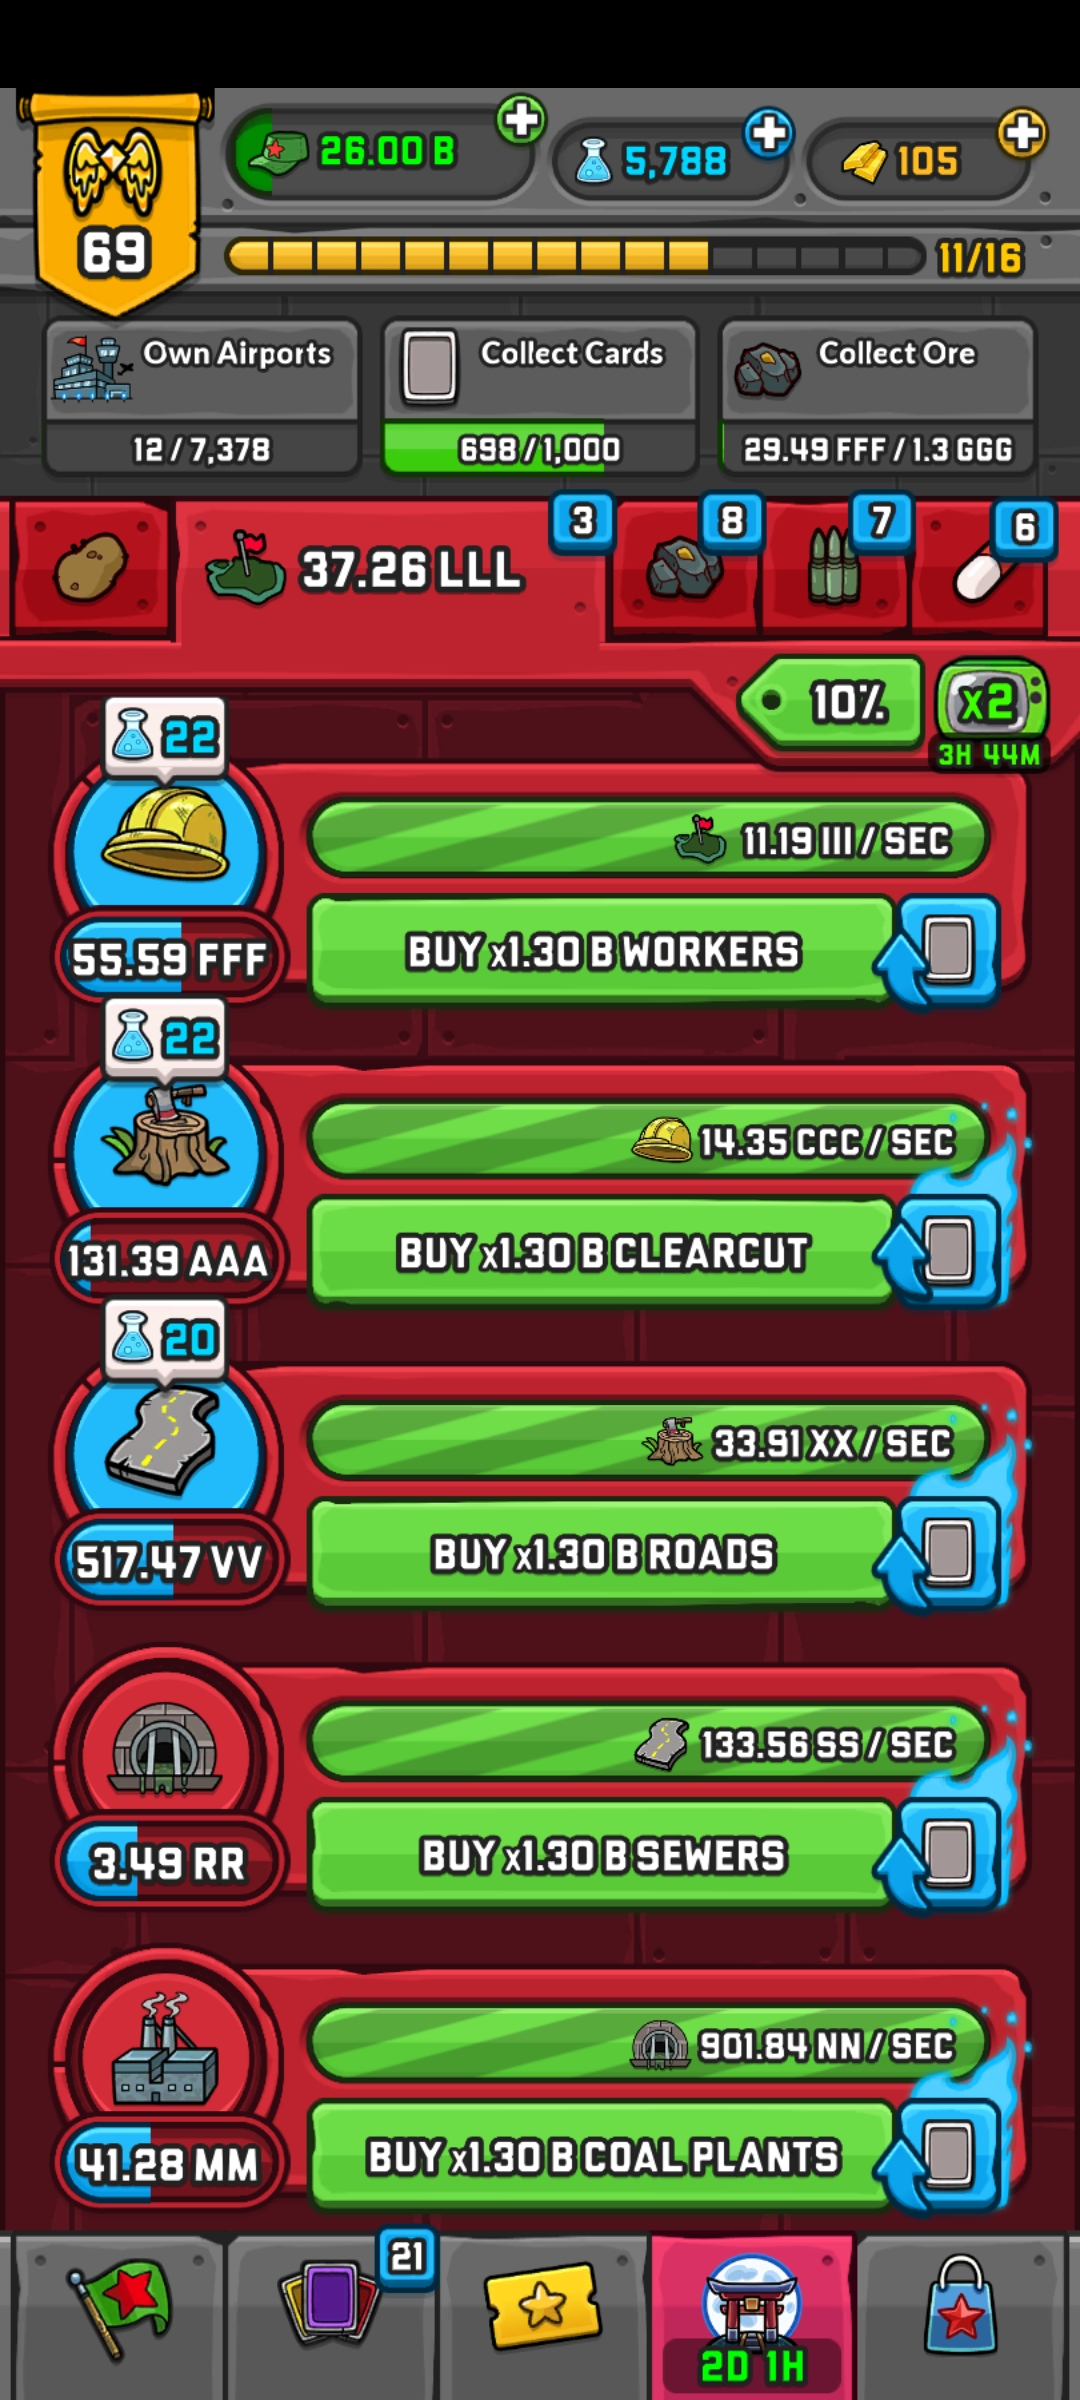 69
26.00 B
5,788
105
11/16
Own Airports
12/7,378
Collect Cards
698/1,000
Collect Ore
29.49 FFF/1.3 GGG
37.26 LLL
3
8
7
6
10%
x2
3H 44M
22
11.19 III/SEC
55.59 FFF
BUY x1.30 B WORKERS
22
14.35 CCC/SEC
131.39 AAA
BUY x1.30 B CLEARCUT
20
33.91 XX/SEC
517.47 VV
BUY x1.30 B ROADS
133.56 SS/SEC
3.49 RR
BUY x1.30 B SEWERS
901.84 NN/SEC
41.28 MM
BUY x1.30 B COAL PLANTS
21
2D 1H